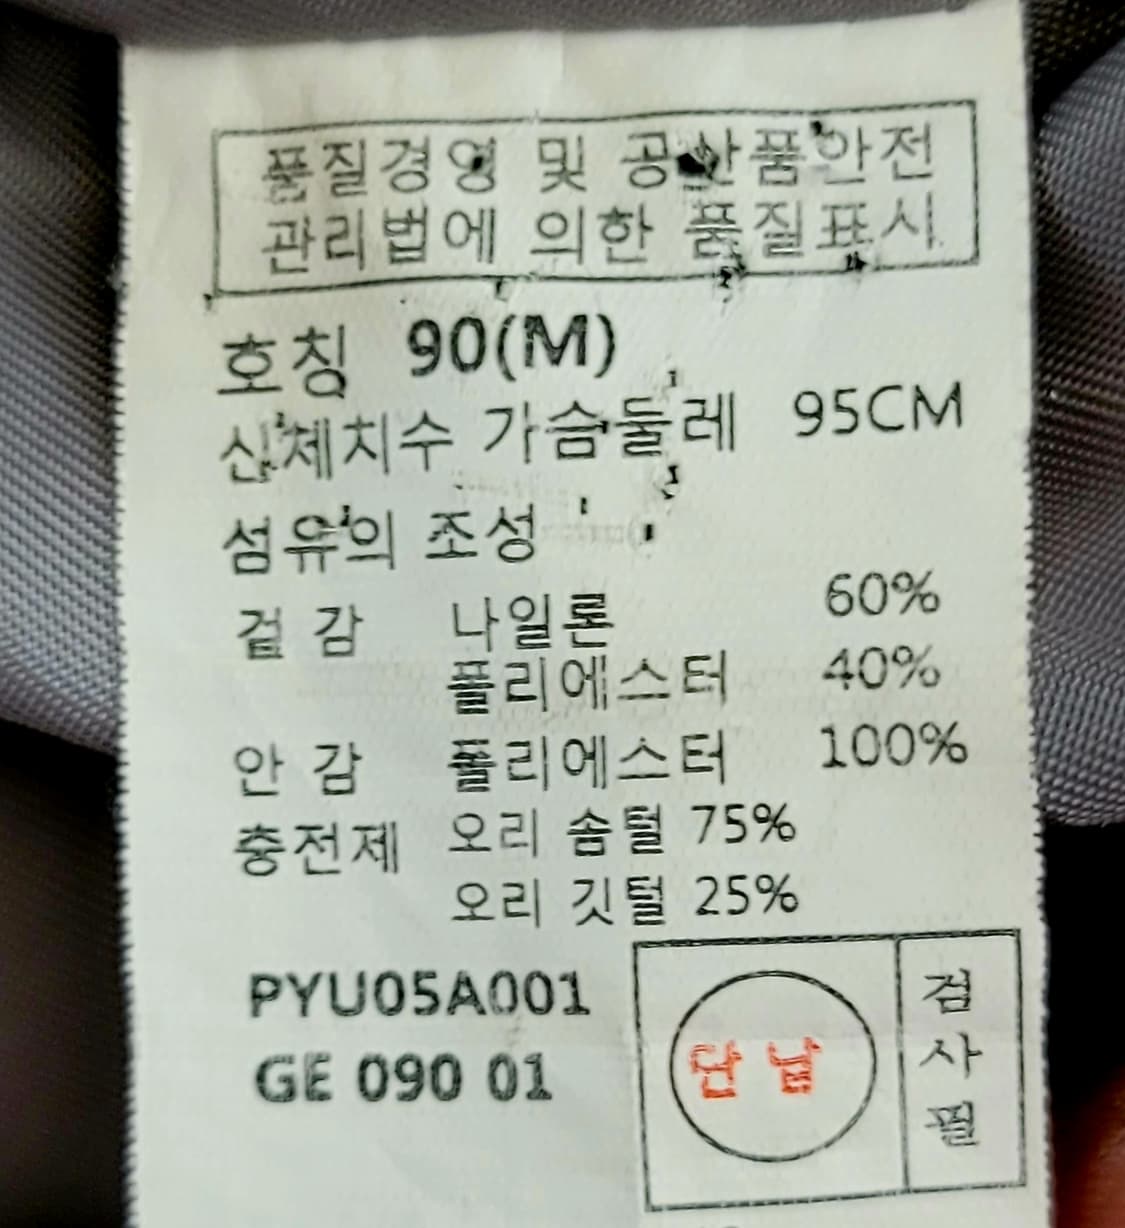 품질경영 및 공산품안전
관리법에 의한 품질표시
호칭 90(M)
신체치수 가슴둘레 95CM
섬유의 조성
겉감 나일론 60%
폴리에스터 40%
안감 폴리에스터 100%
충전제 오리 솜털 75%
오리 깃털 25%
PYU05A001
GE 090 01
단납
검사필